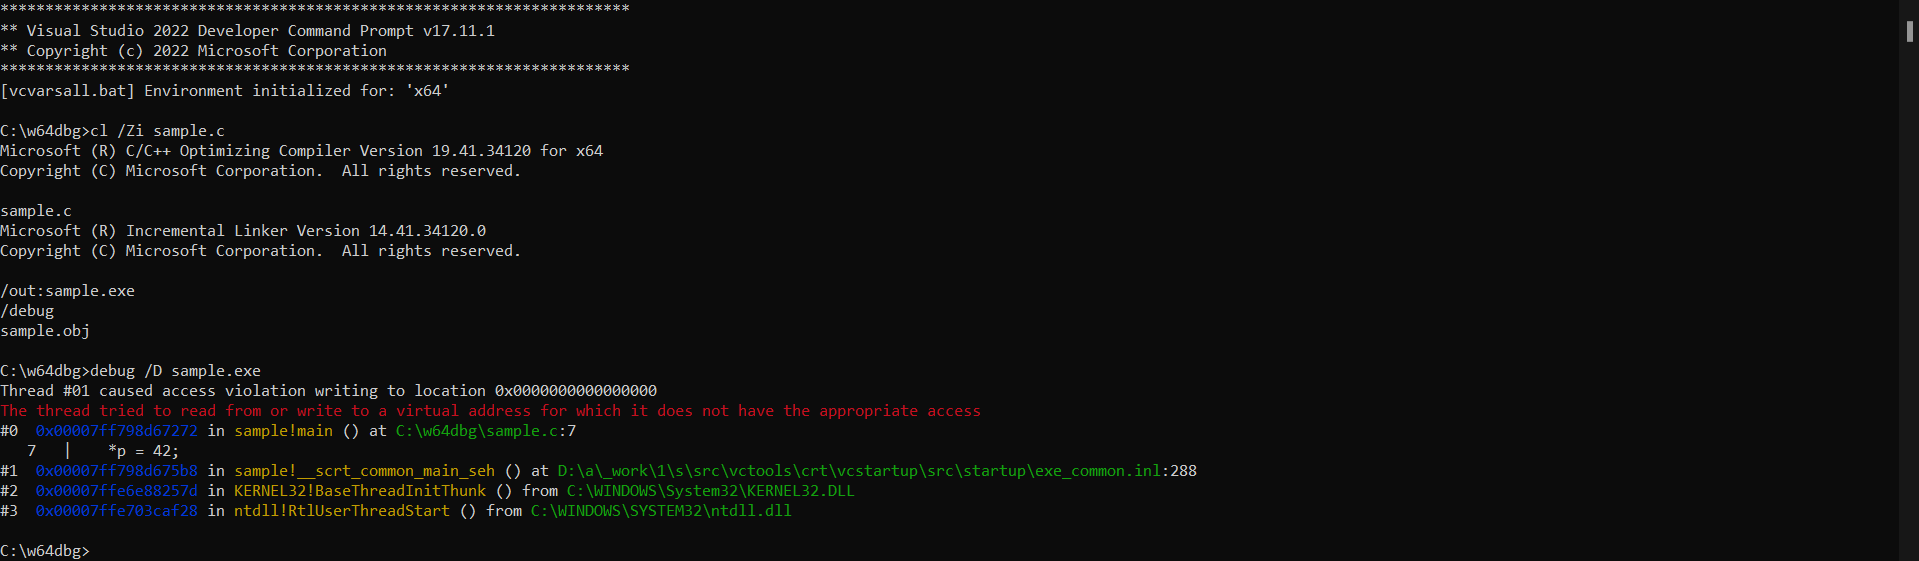 **********************************************************************
** Visual Studio 2022 Developer Command Prompt v17.11.1
** Copyright (c) 2022 Microsoft Corporation
**********************************************************************
[vcvarsall.bat] Environment initialized for: 'x64'
C:\w64dbg>cl /Zi sample.c
Microsoft (R) C/C++ Optimizing Compiler Version 19.41.34120 for x64
Copyright (C) Microsoft Corporation.  All rights reserved.
sample.c
Microsoft (R) Incremental Linker Version 14.41.34120.0
Copyright (C) Microsoft Corporation.  All rights reserved.
/out:sample.exe
/debug
sample.obj
C:\w64dbg>debug /D sample.exe
Thread #01 caused access violation writing to location 0x0000000000000000
The thread tried to read from or write to a virtual address for which it does not have the appropriate access
#0  0x00007ff798d67272 in sample!main () at C:\w64dbg\sample.c:7
   7   |    *p = 42;
#1  0x00007ff798d675b8 in sample!__scrt_common_main_seh () at D:\a\_work\1\s\src\vctools\crt\vcstartup\src\startup\exe_common.inl:288
#2  0x00007ffe6e88257d in KERNEL32!BaseThreadInitThunk () from C:\WINDOWS\System32\KERNEL32.DLL
#3  0x00007ffe703caf28 in ntdll!RtlUserThreadStart () from C:\WINDOWS\SYSTEM32\ntdll.dll
C:\w64dbg>